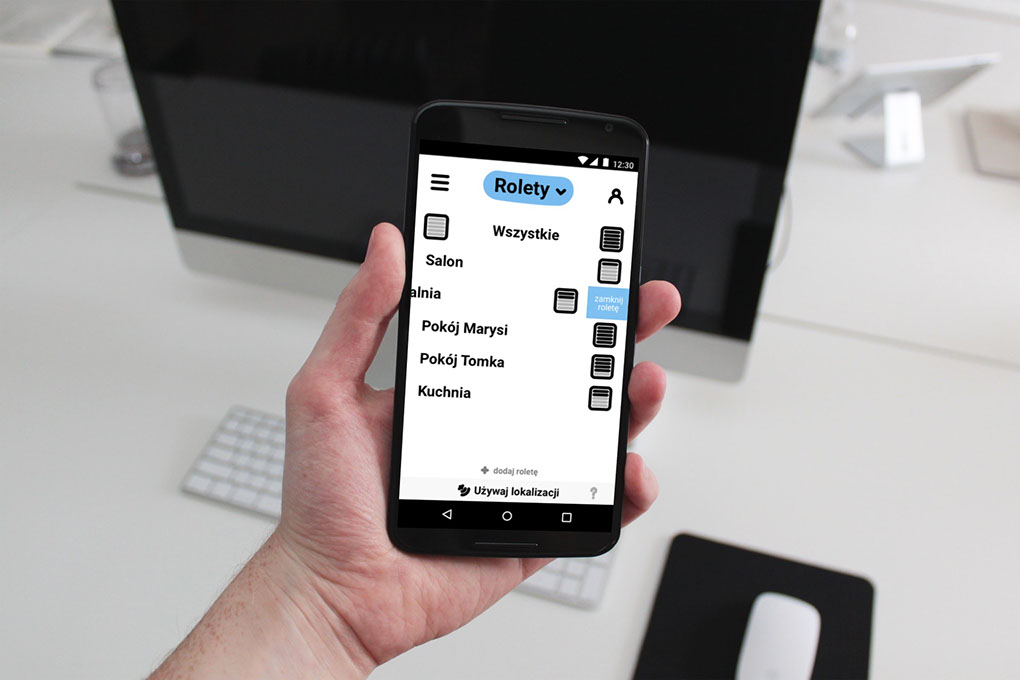 12:30
Rolety
Wszystkie
Salon
alnia
zamknij
roletę
Pokój Marysi
Pokój Tomka
Kuchnia
dodaj roletę
Używaj lokalizacji ?